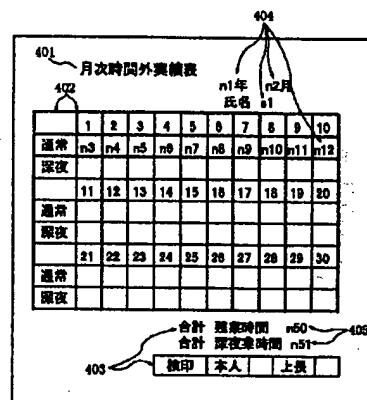 404
401
月次時間外実績表
402
n1年 n2月
氏名 n1
1 2 3 4 5 6 7 8 9 10
通常 n3 n4 n5 n6 n7 n8 n9 n10 n11 n12
深夜
11 12 13 14 15 16 17 18 19 20
通常
深夜
21 22 23 24 25 26 27 28 29 30
通常
深夜
合計 残業時間 n50
405
合計 深夜業時間 n51
403
検印 本人 上長